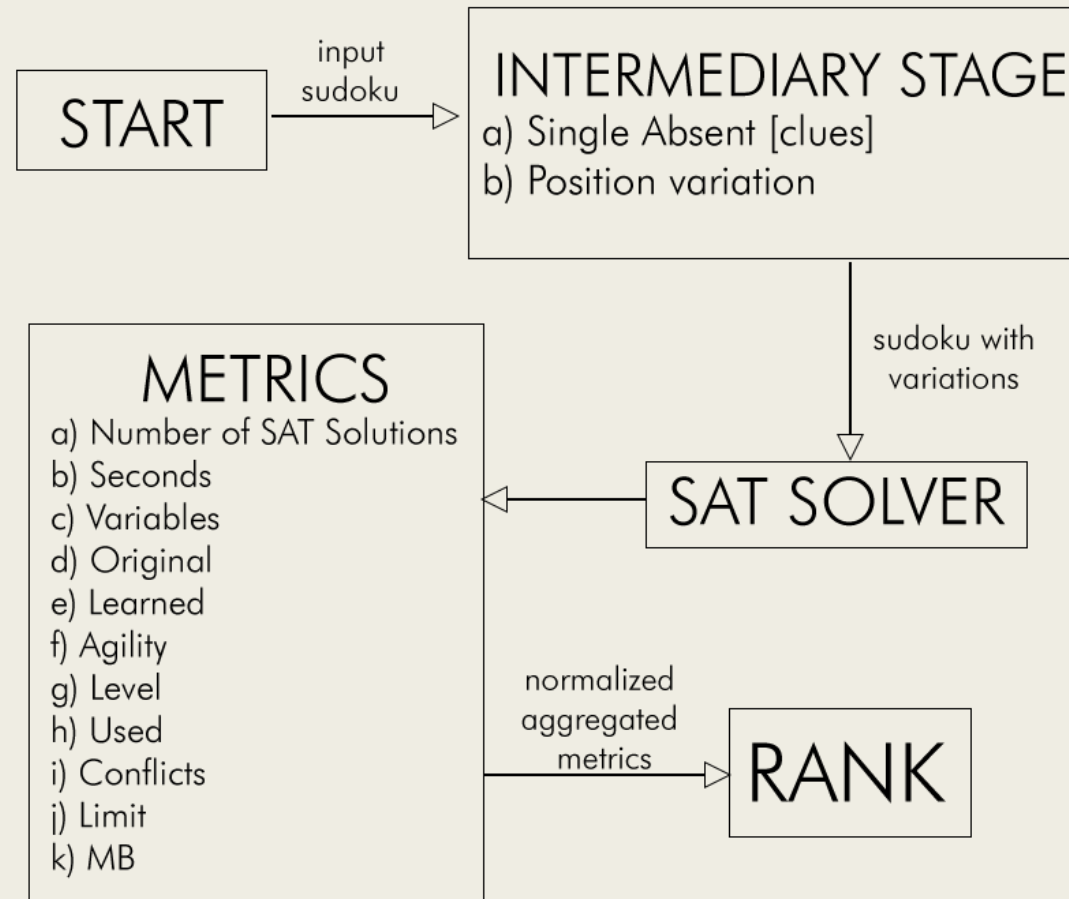 START
input
sudoku
INTERMEDIARY STAGE
a) Single Absent [clues]
b) Position variation
sudoku with
variations
SAT SOLVER
METRICS
a) Number of SAT Solutions
b) Seconds
c) Variables
d) Original
e) Learned
f) Agility
g) Level
h) Used
i) Conflicts
j) Limit
k) MB
normalized
aggregated
metrics
RANK